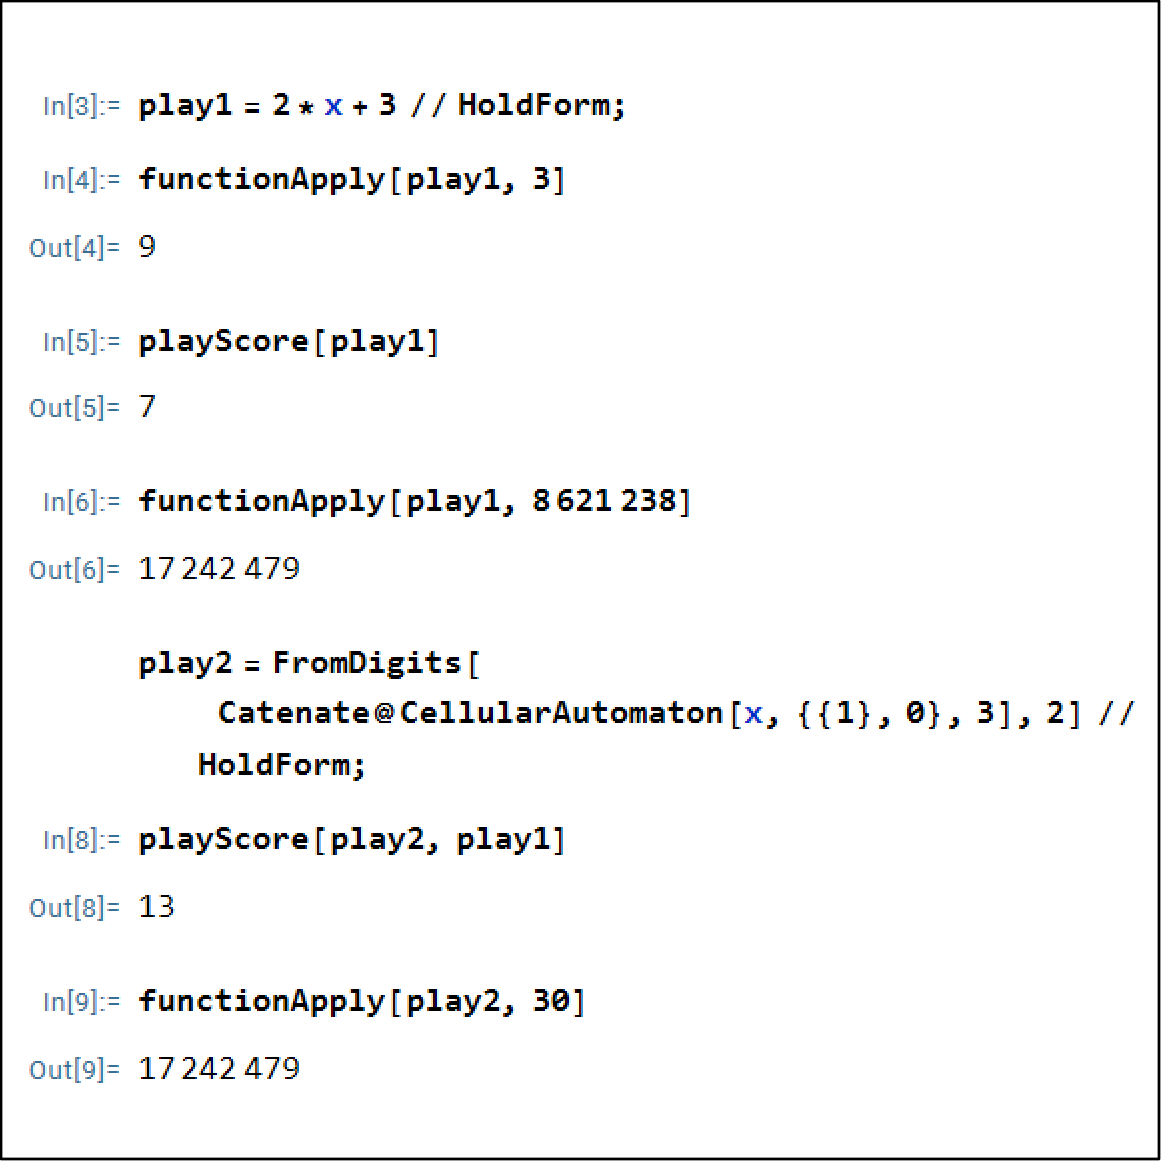 In[3]:= play1 = 2 * x + 3 // HoldForm;
In[4]:= functionApply[play1, 3]
Out[4]= 9
In[5]:= playScore[play1]
Out[5]= 7
In[6]:= functionApply[play1, 8 621 238]
Out[6]= 17 242 479
play2 = FromDigits[
Catenate@CellularAutomaton[x, {{1}, 0}, 3], 2] //
HoldForm;
In[8]:= playScore[play2, play1]
Out[8]= 13
In[9]:= functionApply[play2, 30]
Out[9]= 17 242 479